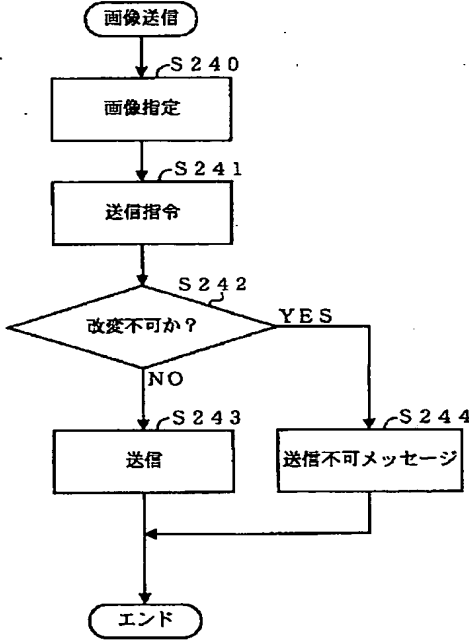 画像送信
S240
画像指定
S241
送信指令
S242
改変不可か?
YES
NO
S243
送信
S244
送信不可メッセージ
エンド